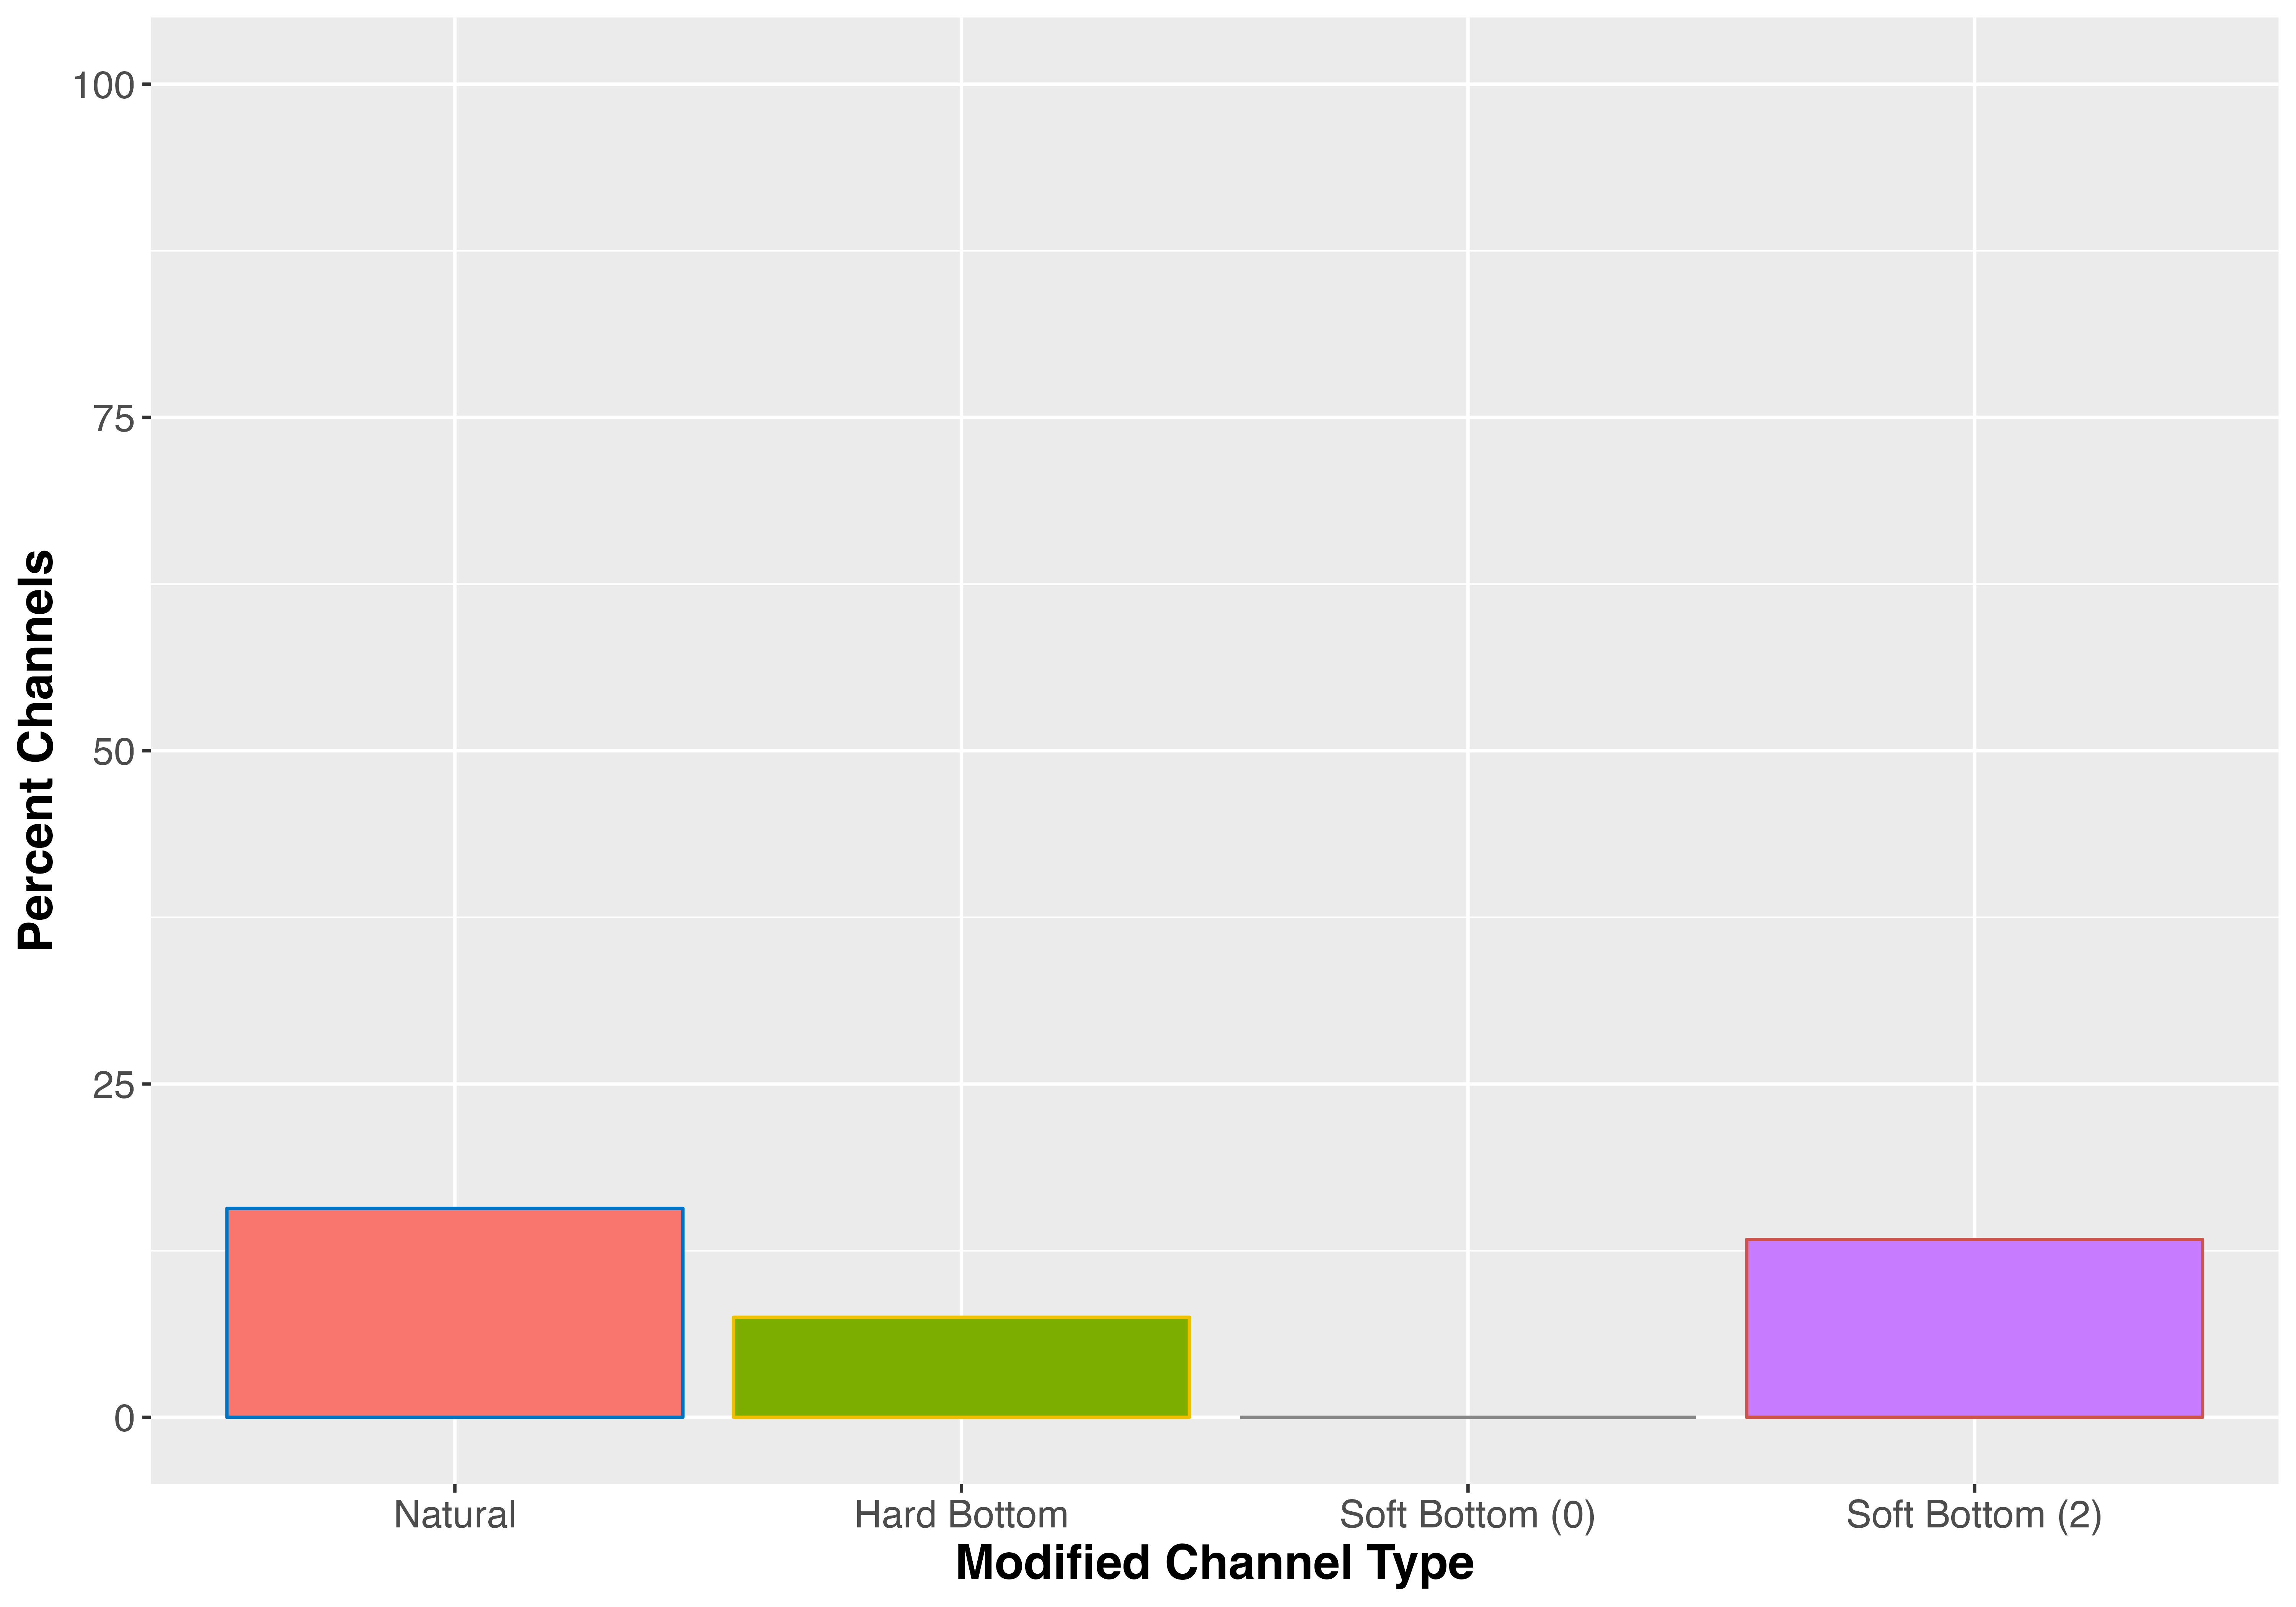 100
75
50
25
0
Percent Channels
Natural
Hard Bottom
Soft Bottom (0)
Soft Bottom (2)
Modified Channel Type